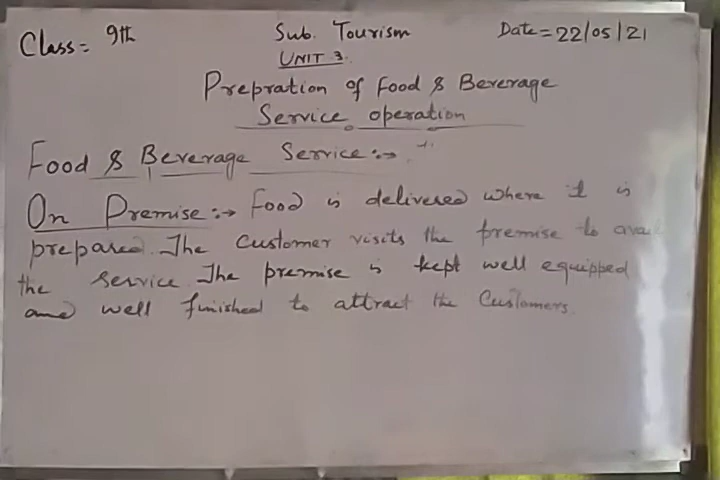 Class = 9th Sub. Tourism Date = 22/05/21
UNIT 3.
Prepration of Food & Beverage
Service operation
Food & Beverage Service :→
On Premise :→ Food is delivered where it is
prepared. The Customer visits the premise to avail
the service. The premise is kept well equipped
and well finished to attract the Customers.